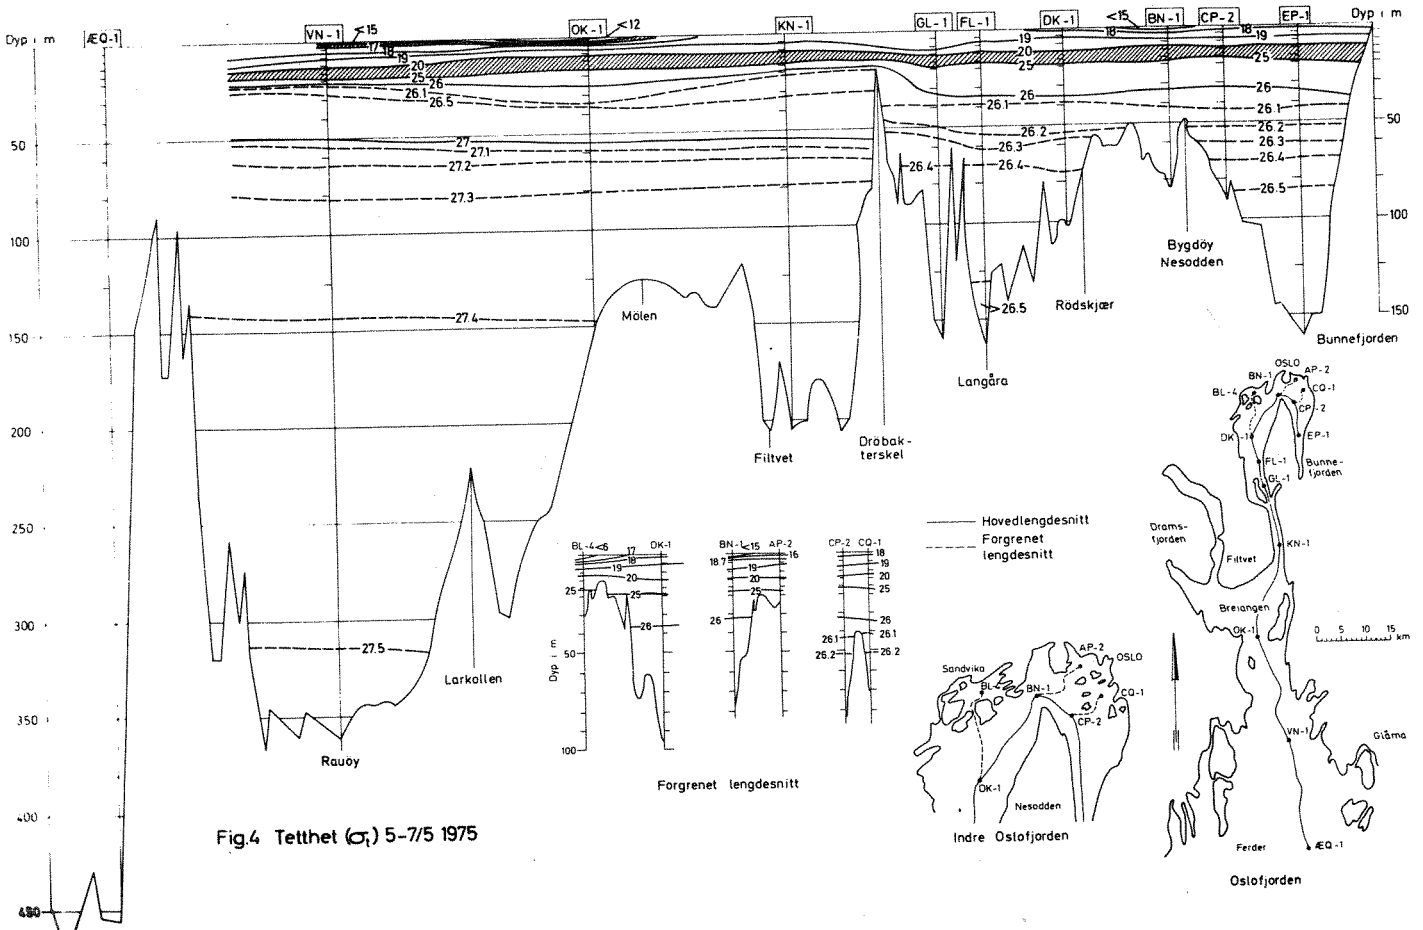 Dyp i m
ÆQ-1
VN-1
<15
OK-1
<12
KN-1
GL-1
FL-1
DK-1
<15
BN-1
CP-2
EP-1
Dyp i m
17
18
19
20
25
26
26.1
26.5
27
27.1
27.2
27.3
27.4
27.5
19
20
25
26
26.1
26.2
26.3
26.4
26.4
>26.5
18
18
19
20
25
26
26.1
26.2
26.3
26.4
26.5
50
100
150
200
250
300
350
400
50
100
150
Rauöy
Larkollen
Mölen
Filtvet
Dröbak-
terskel
Langåra
Rödskjær
Bygdöy
Nesodden
Bunnefjorden
Hovedlengdesnitt
Forgrenet
lengdesnitt
BL-4
<6
17
DK-1
18
19
20
25
25
26
Dyp i m
50
100
BN-1
<15
AP-2
16
18.7
19
20
25
26
CP-2
CQ-1
18
19
20
25
26
26.1
26.1
26.2
26.2
Forgrenet lengdesnitt
Sandvika
BL-4
BN-1
AP-2
OSLO
CQ-1
CP-2
DK-1
Nesodden
Indre Oslofjorden
OSLO
BN-1
AP-2
BL-4
CQ-1
CP-2
DK-1
EP-1
FL-1
Bunne-
fjorden
GL-1
Drams-
fjorden
KN-1
Filtvet
Breiangen
OK-1
0 5 10 15
km
VN-1
Glåma
Ferder
ÆQ-1
Oslofjorden
Fig.4 Tetthet (σt) 5-7/5 1975